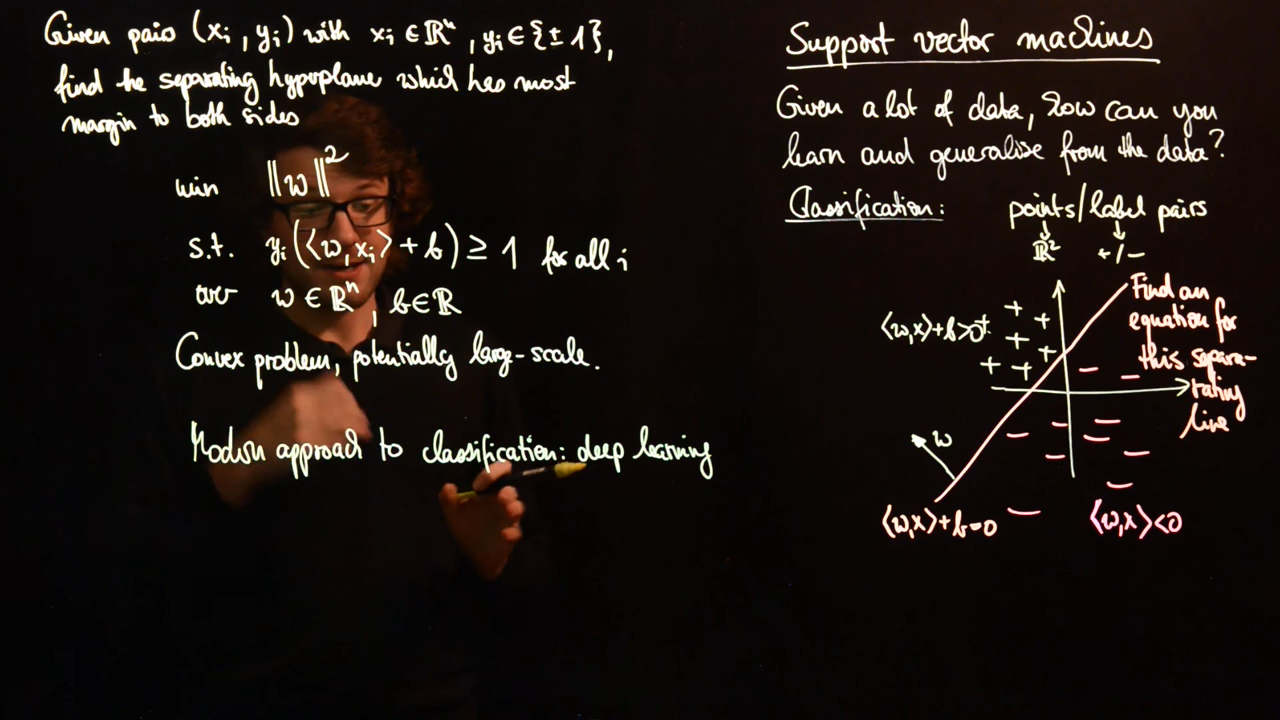 Given pairs (xᵢ, yᵢ) with xᵢ ∈ ℝⁿ, yᵢ ∈ {± 1},
find the separating hyperplane which has most
margin to both sides
min ‖w‖²
s.t. yᵢ(⟨w, xᵢ⟩ + b) ≥ 1 for all i
over w ∈ ℝⁿ, b ∈ ℝ
Convex problem, potentially large-scale.
Modern approach to classification: deep learning
Support vector machines
Given a lot of data, how can you
learn and generalise from the data?
Classification: points/label pairs
ℝ² +/−
Find an
equation for
this separa-
rating
line
⟨w,x⟩+b>0
w
⟨w,x⟩+b=0
⟨w,x⟩<0